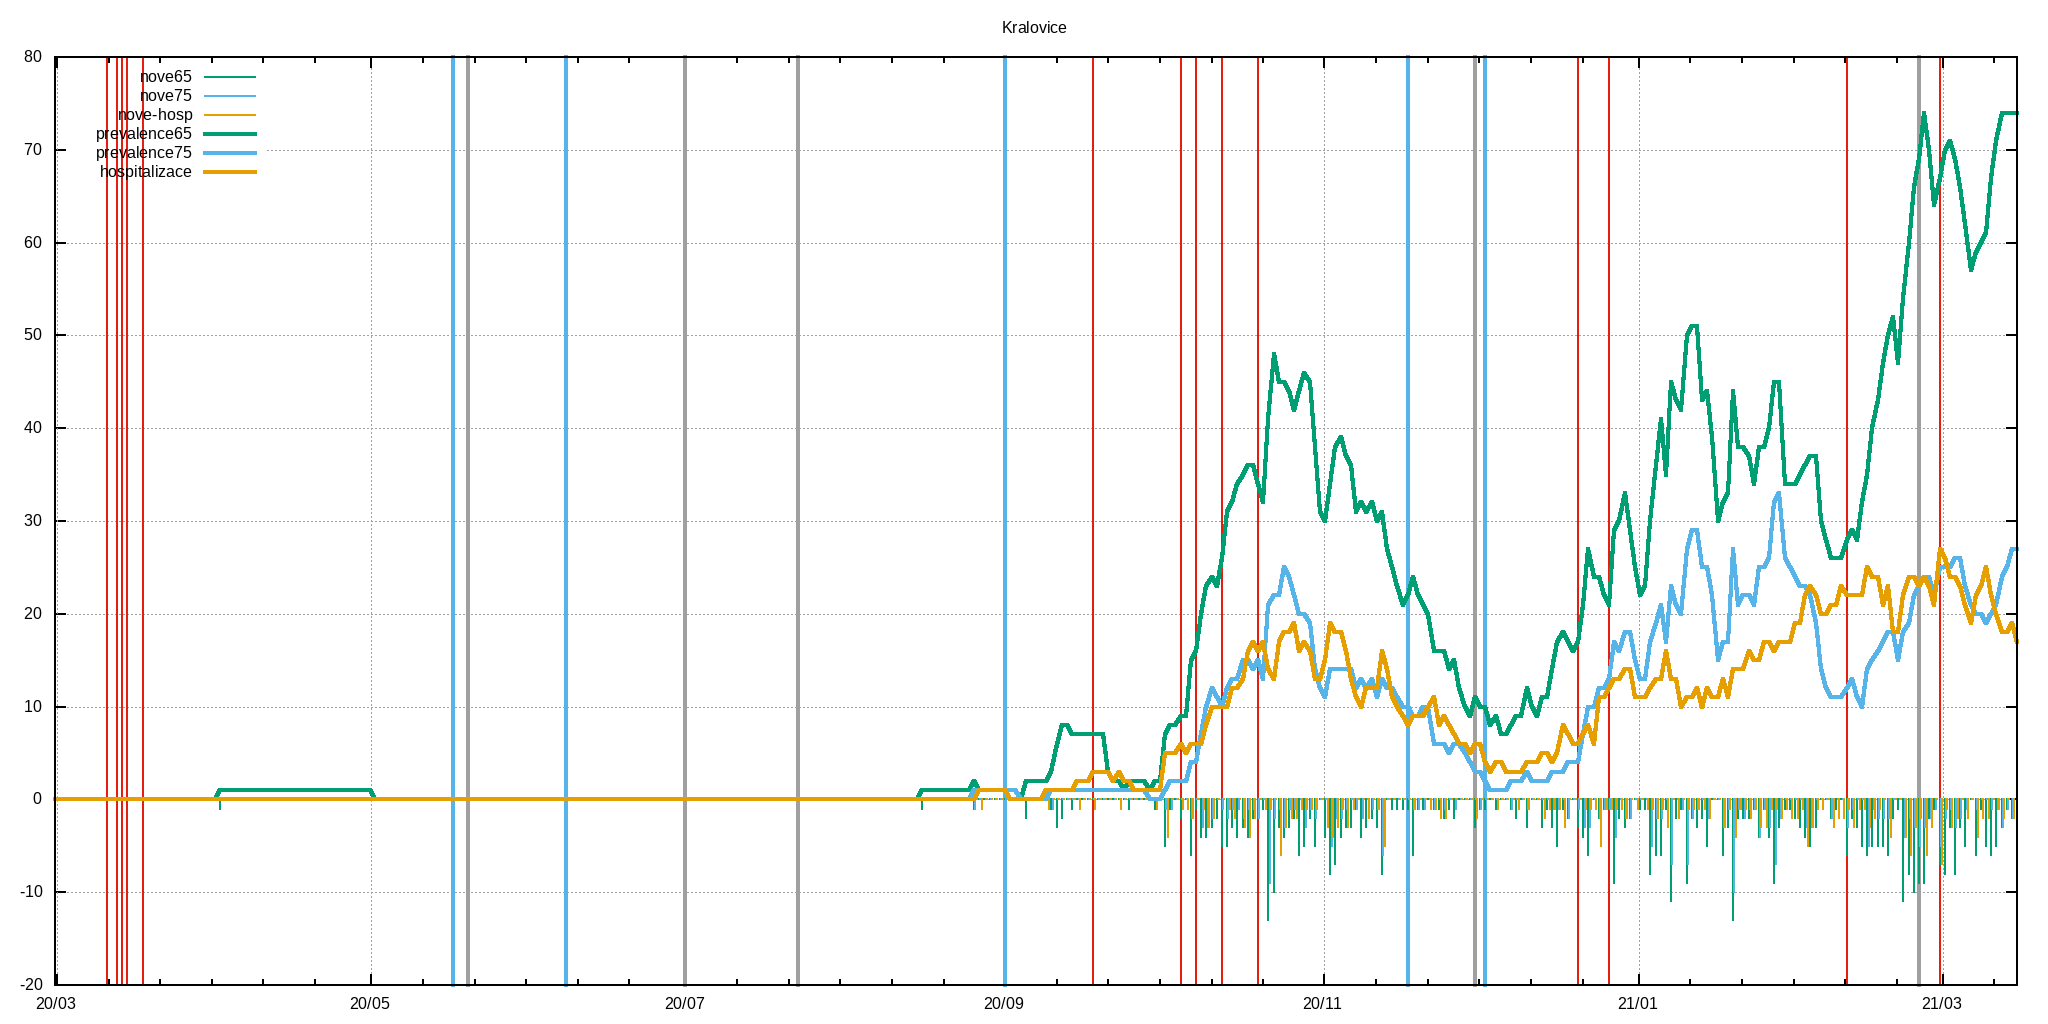 Kralovice
80
70
60
50
40
30
20
10
0
-10
-20
nove65
nove75
nove-hosp
prevalence65
prevalence75
hospitalizace
20/03 20/05 20/07 20/09 20/11 21/01 21/03